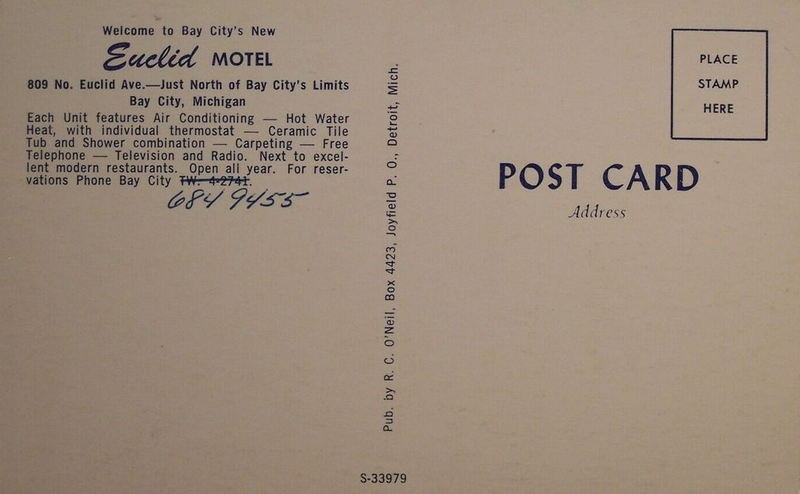 Welcome to Bay City's New
Euclid MOTEL
809 No. Euclid Ave.—Just North of Bay City's Limits
Bay City, Michigan
Each Unit features Air Conditioning — Hot Water
Heat, with individual thermostat — Ceramic Tile
Tub and Shower combination — Carpeting — Free
Telephone — Television and Radio. Next to excel-
lent modern restaurants. Open all year. For reser-
vations Phone Bay City TW. 4-2741.
684 9455
Pub. by R. C. O'Neil, Box 4423, Joyfield P. O., Detroit, Mich.
S-33979
PLACE
STAMP
HERE
POST CARD
Address